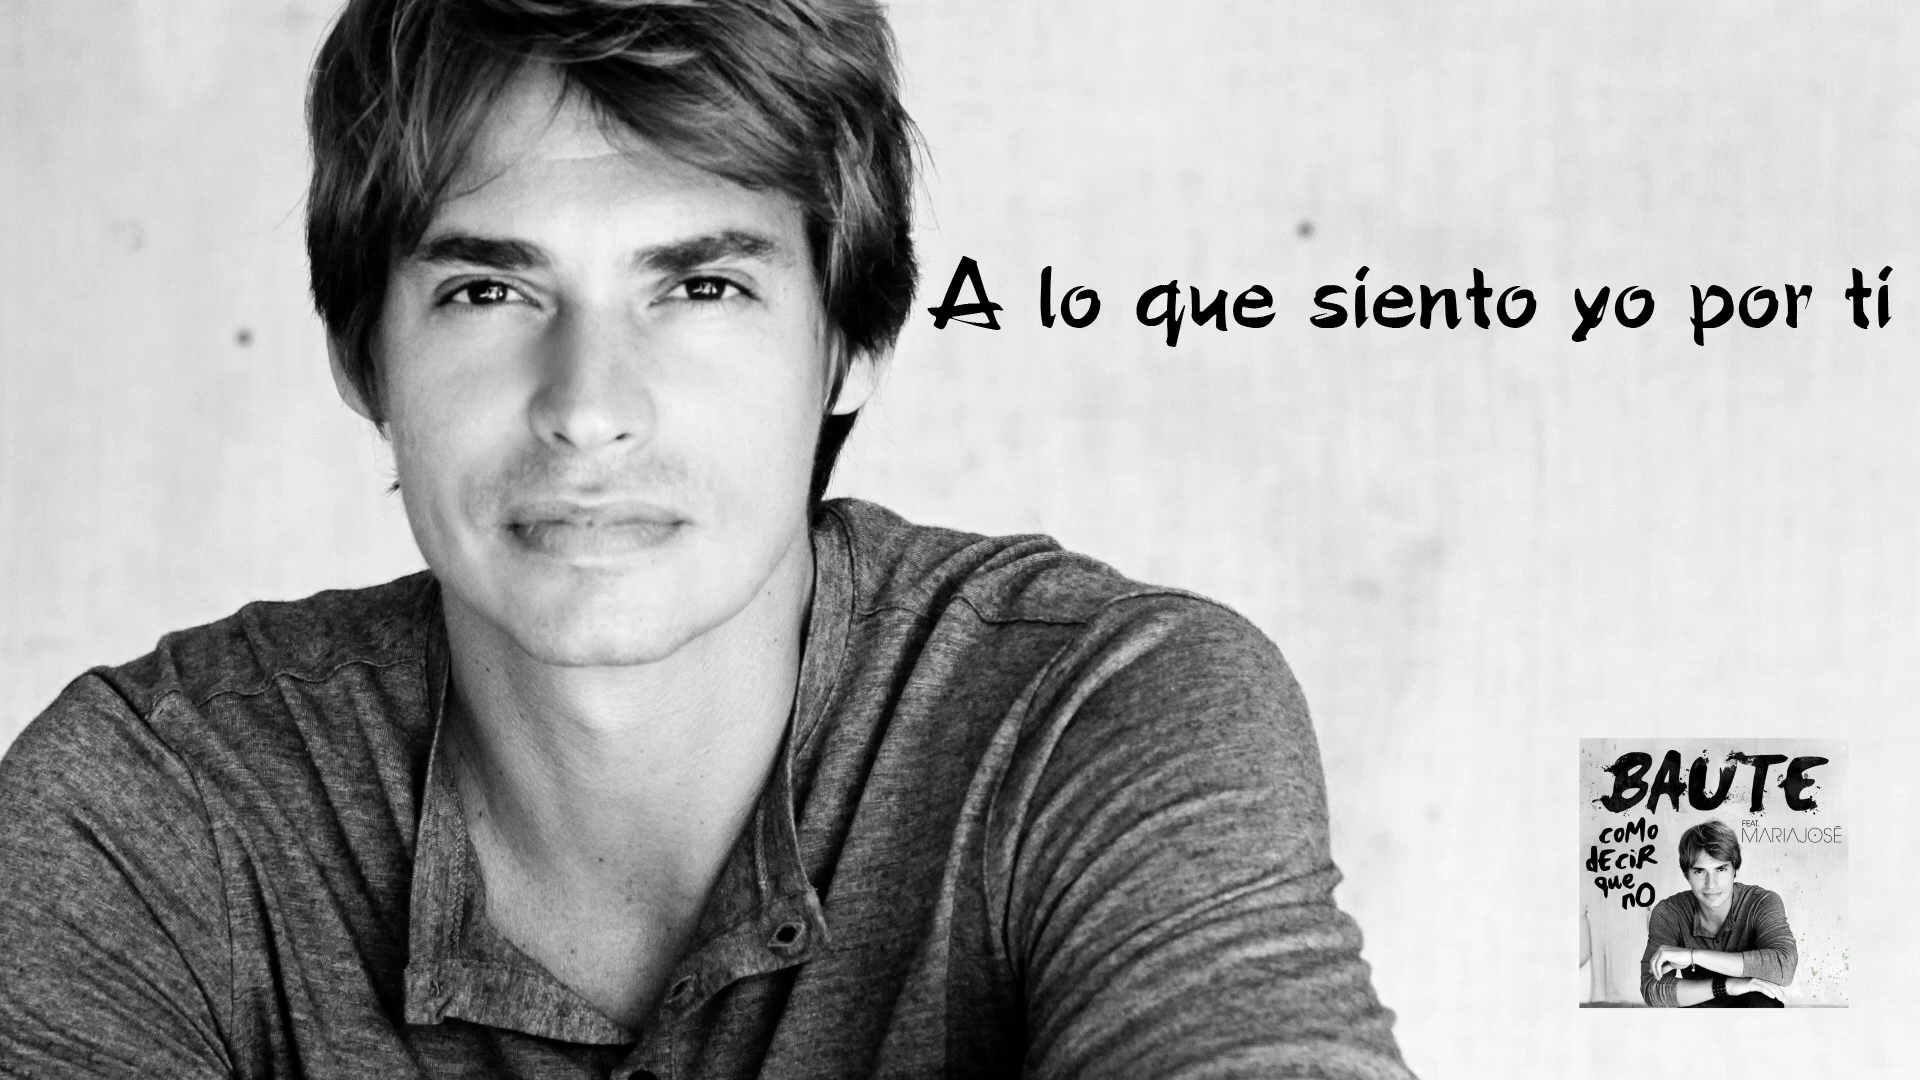 A lo que siento yo por ti
BAUTE
FEAT.
MARIAJOSÉ
coMo
dEciR
que
nO